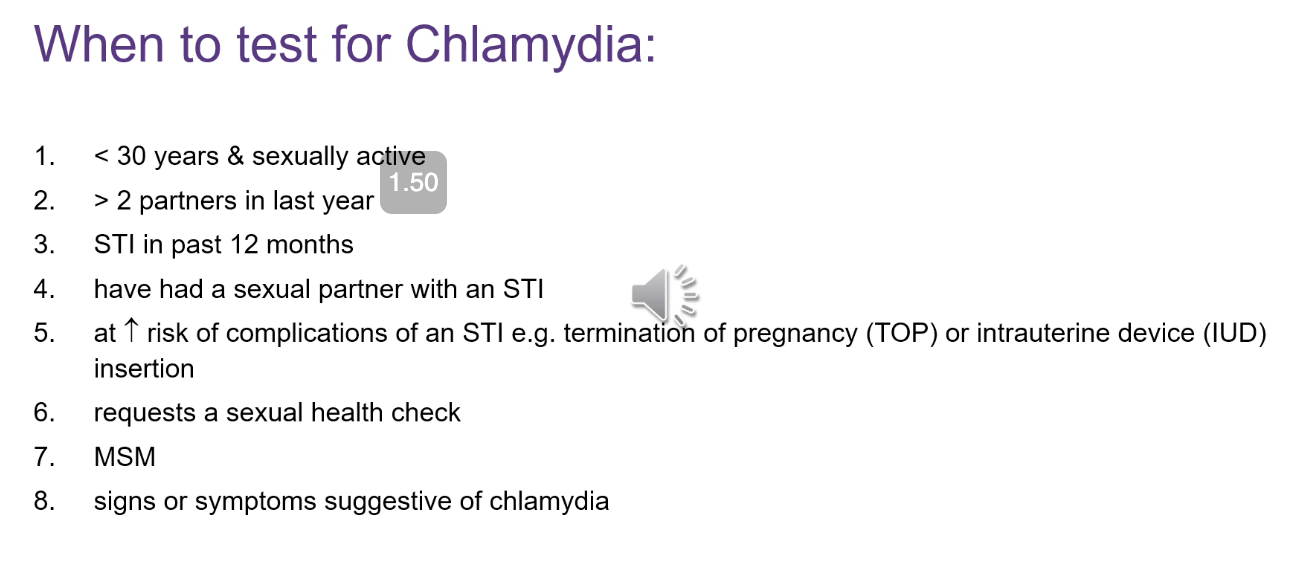 When to test for Chlamydia:
1. < 30 years & sexually active
1.50
2. > 2 partners in last year
3. STI in past 12 months
4. have had a sexual partner with an STI
5. at ↑ risk of complications of an STI e.g. termination of pregnancy (TOP) or intrauterine device (IUD)
insertion
6. requests a sexual health check
7. MSM
8. signs or symptoms suggestive of chlamydia